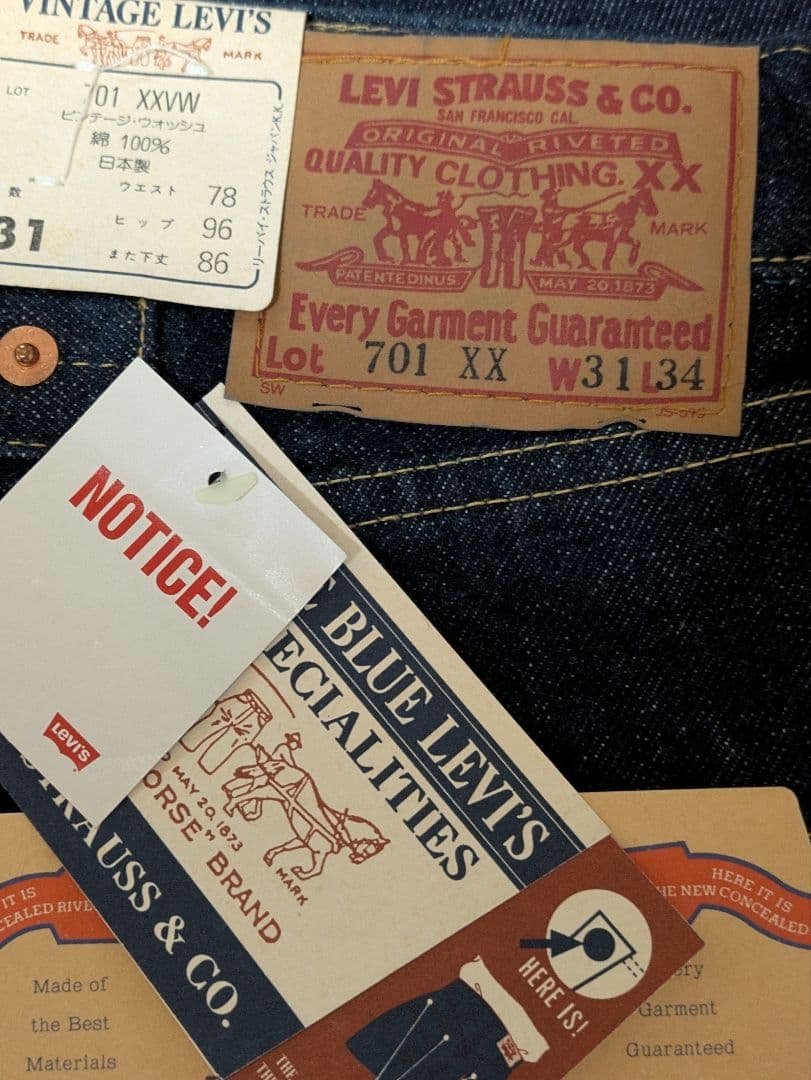 VINTAGE LEVI'S
TRADE MARK
LOT 701 XXVW
ビンテージ・ウォッシュ
綿 100%
日本製
数 ウエスト 78
31 ヒップ 96
また下丈 86
リーバイ・ストラウス ジャパンK.K.
LEVI STRAUSS & CO.
SAN FRANCISCO CAL.
ORIGINAL RIVETED
QUALITY CLOTHING. XX
TRADE MARK
PATENTED IN U.S. MAY 20 1873
Every Garment Guaranteed
Lot 701 XX W31 L34
SW
NOTICE!
Levi's
BLUE LEVI'S
ECIALITIES
MAY 20, 1873
ORSE" BRAND
MARK
STRAUSS & CO.
HERE IS!
THE
IT IS
CEALED RIVE
Made of
the Best
Materials
HERE IT IS
HE NEW CONCEALED
Garment
Guaranteed